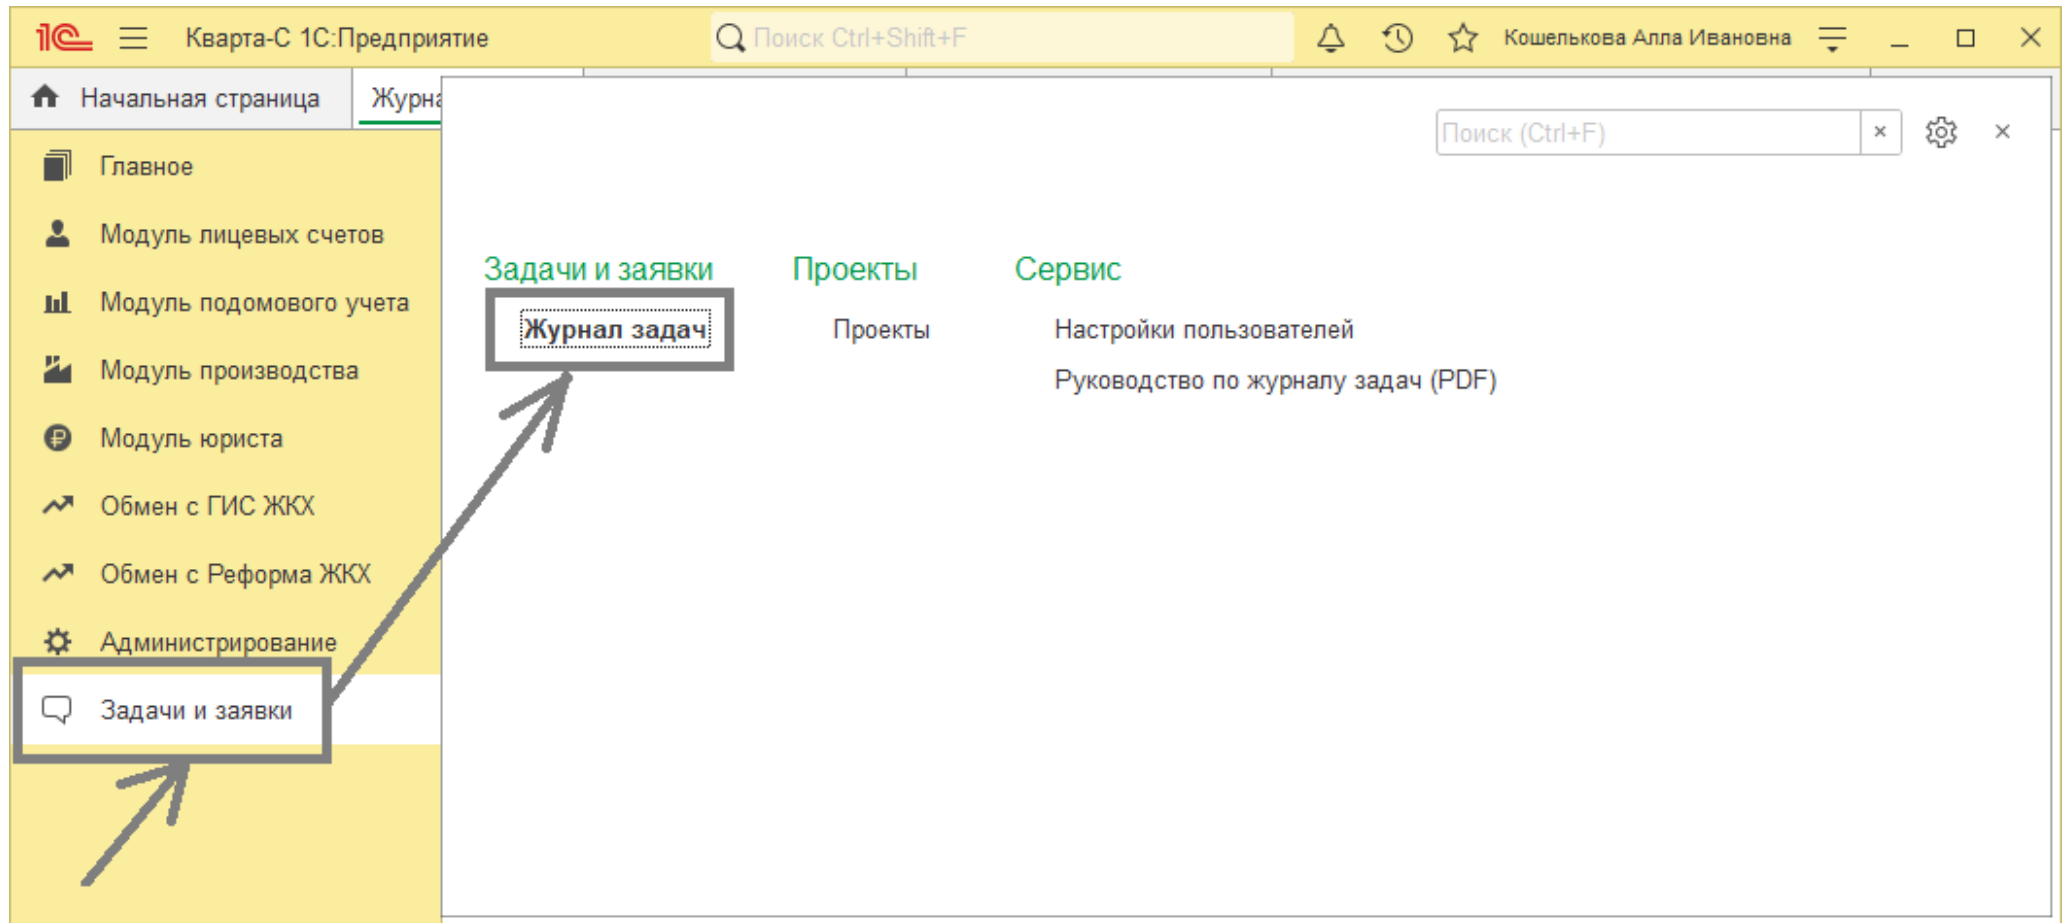 1С Кварта-С 1С:Предприятие Поиск Ctrl+Shift+F Кошелькова Алла Ивановна
Начальная страница Журна
Поиск (Ctrl+F)
Главное
Модуль лицевых счетов
Модуль подомового учета
Модуль производства
Модуль юриста
Обмен с ГИС ЖКХ
Обмен с Реформа ЖКХ
Администрирование
Задачи и заявки
Задачи и заявки Проекты Сервис
Журнал задач Проекты Настройки пользователей
Руководство по журналу задач (PDF)